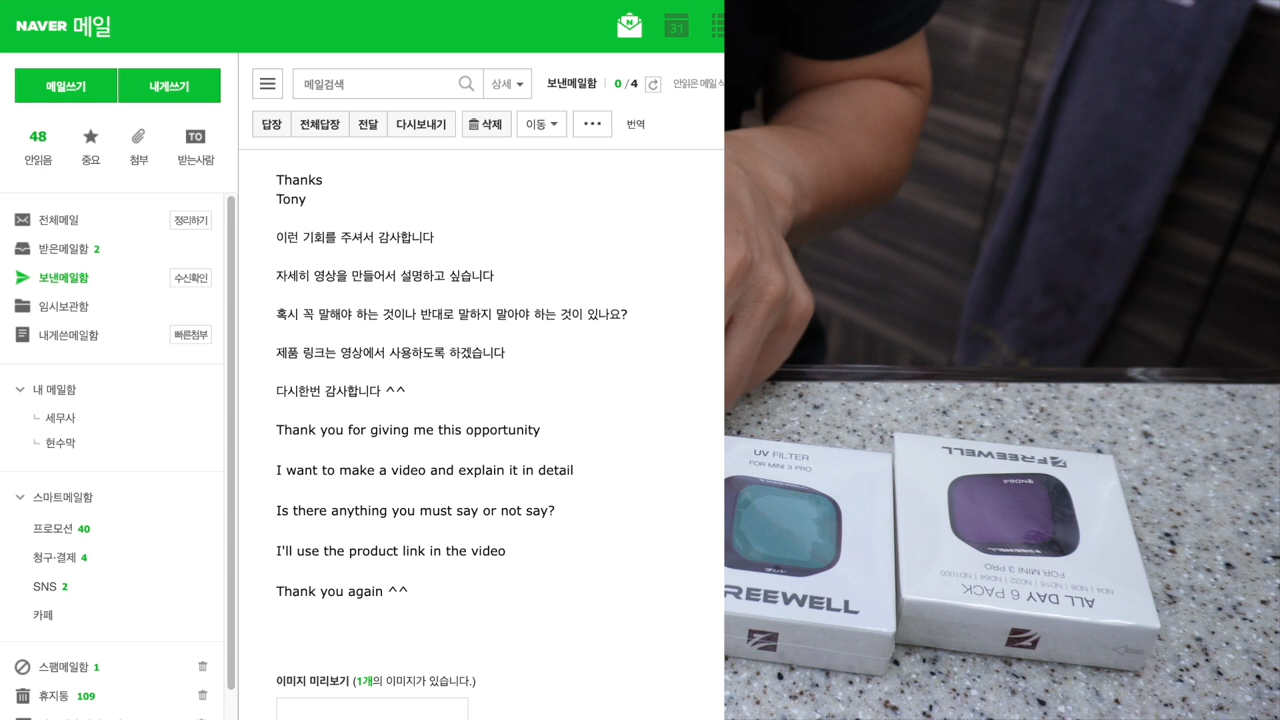 NAVER 메일
31
메일쓰기
내게쓰기
48
안읽음
중요
첨부
TO
받는사람
전체메일
정리하기
받은메일함 2
보낸메일함
수신확인
임시보관함
내게쓴메일함
빠른첨부
내 메일함
세무사
현수막
스마트메일함
프로모션 40
청구·결제 4
SNS 2
카페
스팸메일함 1
휴지통 109
메일검색
상세
보낸메일함
0 / 4
안읽은 메일
답장
전체답장
전달
다시보내기
삭제
이동
번역
Thanks
Tony
이런 기회를 주셔서 감사합니다
자세히 영상을 만들어서 설명하고 싶습니다
혹시 꼭 말해야 하는 것이나 반대로 말하지 말아야 하는 것이 있나요?
제품 링크는 영상에서 사용하도록 하겠습니다
다시한번 감사합니다 ^^
Thank you for giving me this opportunity
I want to make a video and explain it in detail
Is there anything you must say or not say?
I'll use the product link in the video
Thank you again ^^
이미지 미리보기 (1개의 이미지가 있습니다.)
UV FILTER
FOR MINI 3 PRO
REEWELL
FREEWELL
gND64
FREEWELL
FOR MINI 3 PRO
ND4 | ND8 | ND16 | ND32 | ND64 | ND1000
ALL DAY 6 PACK